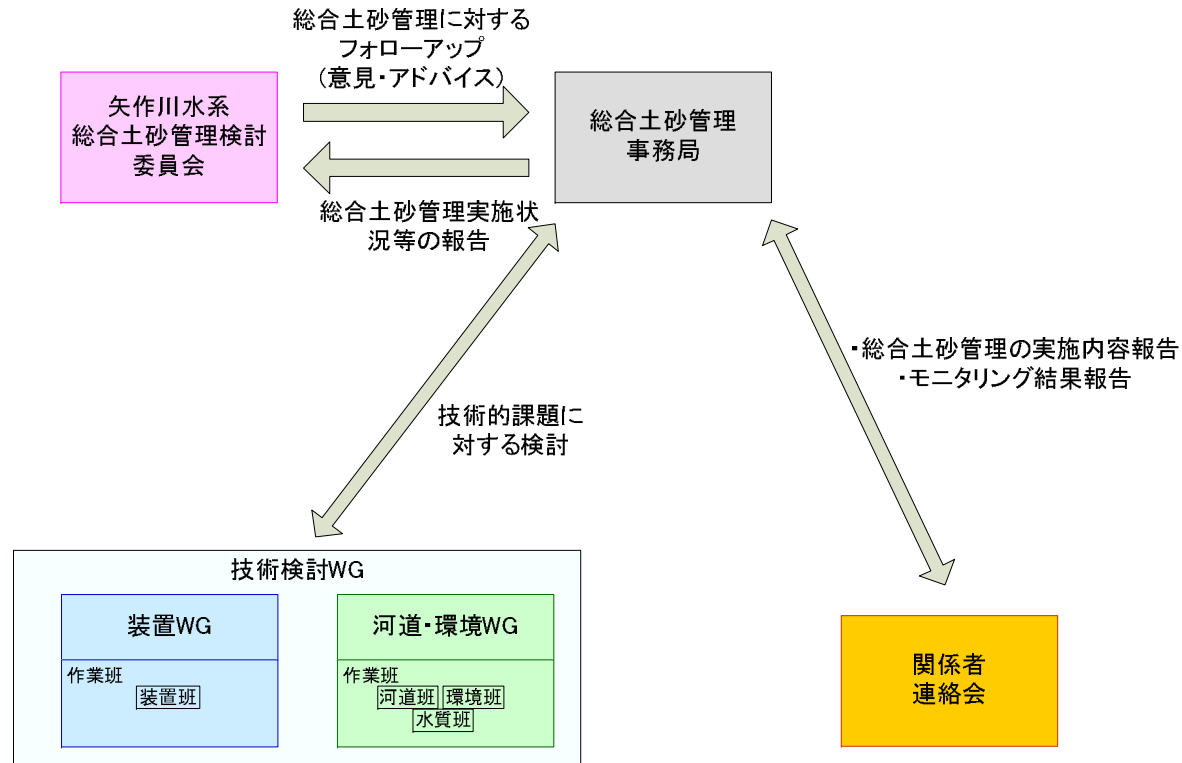 総合土砂管理に対する
フォローアップ
(意見・アドバイス)
矢作川水系
総合土砂管理検討
委員会
総合土砂管理
事務局
総合土砂管理実施状
況等の報告
・総合土砂管理の実施内容報告
・モニタリング結果報告
技術的課題に
対する検討
技術検討WG
装置WG
作業班
装置班
河道・環境WG
作業班
河道班 環境班
水質班
関係者
連絡会